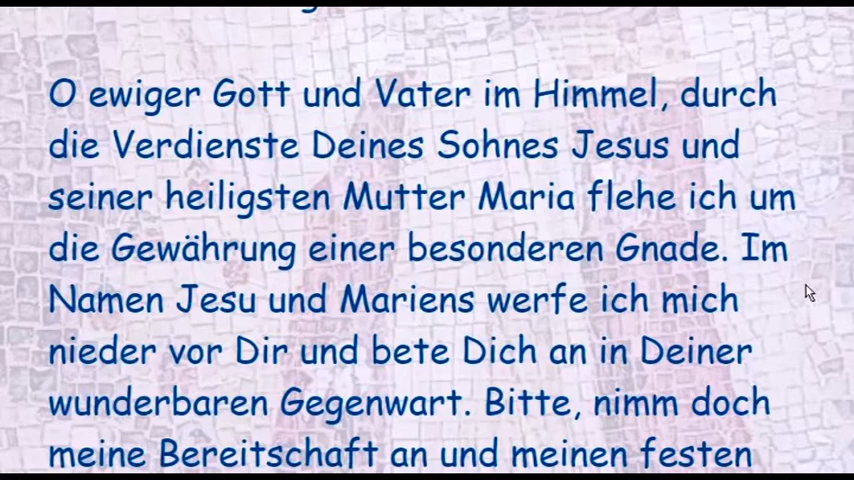 O ewiger Gott und Vater im Himmel, durch
die Verdienste Deines Sohnes Jesus und
seiner heiligsten Mutter Maria flehe ich um
die Gewährung einer besonderen Gnade. Im
Namen Jesu und Mariens werfe ich mich
nieder vor Dir und bete Dich an in Deiner
wunderbaren Gegenwart. Bitte, nimm doch
meine Bereitschaft an und meinen festen